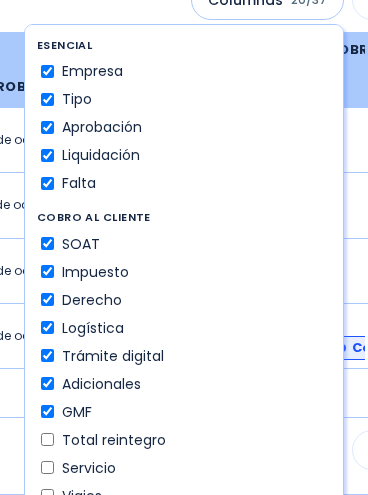 Columnas 20/37
ESENCIAL
Empresa
Tipo
Aprobación
Liquidación
Falta
COBRO AL CLIENTE
SOAT
Impuesto
Derecho
Logística
Trámite digital
Adicionales
GMF
Total reintegro
Servicio
Viajes